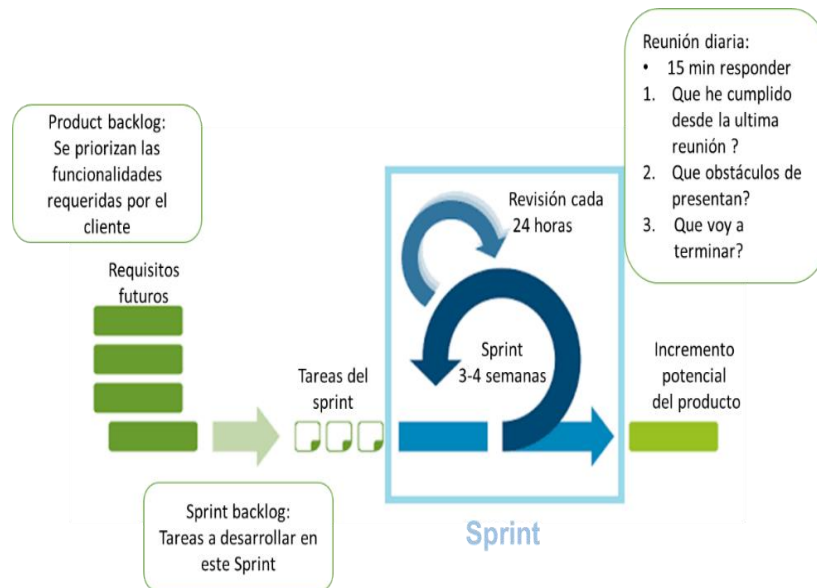 Product backlog:
Se priorizan las
funcionalidades
requeridas por el
cliente
Requisitos
futuros
Tareas del
sprint
Sprint backlog:
Tareas a desarrollar en
este Sprint
Revisión cada
24 horas
Sprint
3-4 semanas
Sprint
Reunión diaria:
• 15 min responder
1. Que he cumplido
desde la ultima
reunión ?
2. Que obstáculos de
presentan?
3. Que voy a
terminar?
Incremento
potencial
del producto